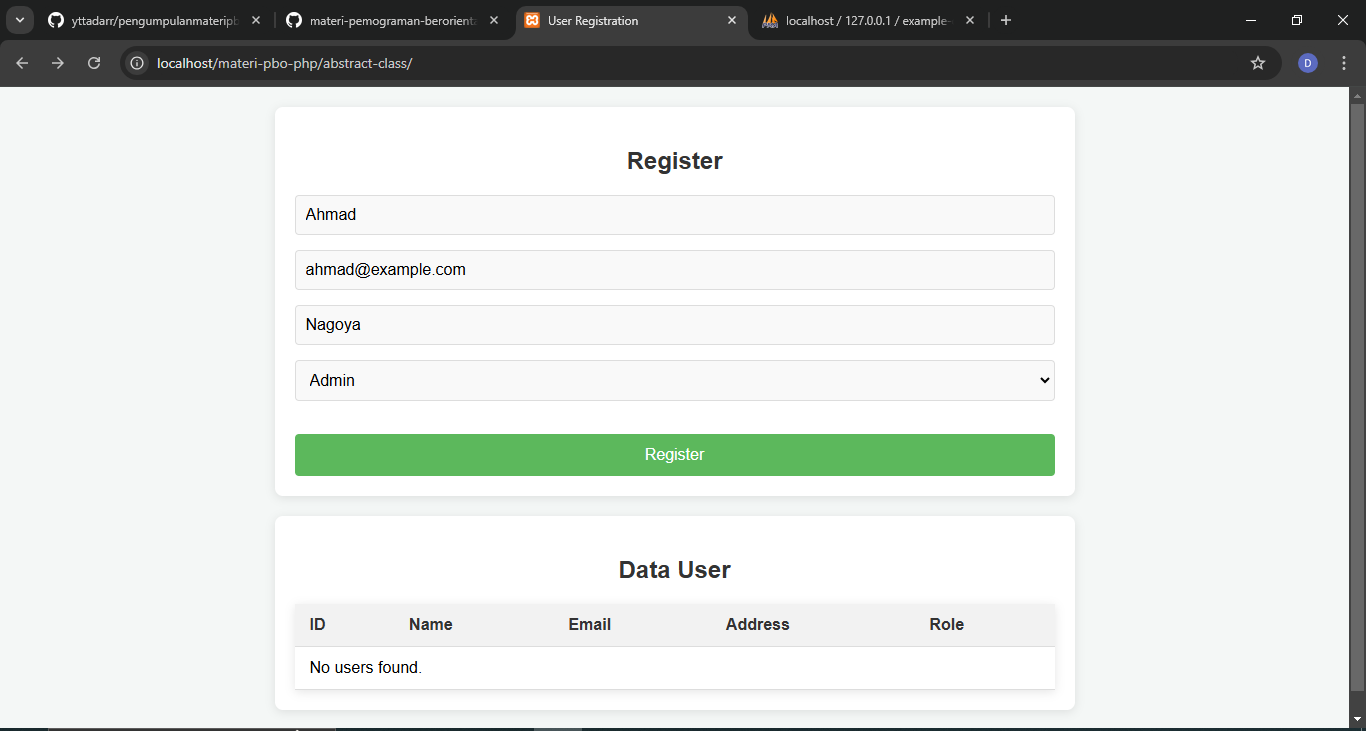 yttadarr/pengumpulanmaterip
materi-pemograman-berorient
User Registration
localhost / 127.0.0.1 / example-
localhost/materi-pbo-php/abstract-class/
D
Register
Ahmad
ahmad@example.com
Nagoya
Admin
Register
Data User
ID Name Email Address Role
No users found.